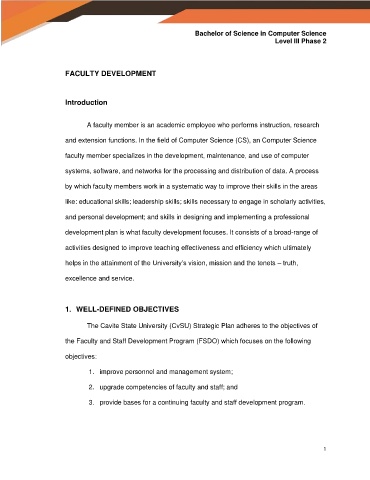 Bachelor of Science in Computer Science
Level III Phase 2
FACULTY DEVELOPMENT
Introduction
A faculty member is an academic employee who performs instruction, research
and extension functions. In the field of Computer Science (CS), an Computer Science
faculty member specializes in the development, maintenance, and use of computer
systems, software, and networks for the processing and distribution of data. A process
by which faculty members work in a systematic way to improve their skills in the areas
like: educational skills; leadership skills; skills necessary to engage in scholarly activities,
and personal development; and skills in designing and implementing a professional
development plan is what faculty development focuses. It consists of a broad-range of
activities designed to improve teaching effectiveness and efficiency which ultimately
helps in the attainment of the University's vision, mission and the tenets – truth,
excellence and service.
1. WELL-DEFINED OBJECTIVES
The Cavite State University (CvSU) Strategic Plan adheres to the objectives of
the Faculty and Staff Development Program (FSDO) which focuses on the following
objectives:
1. improve personnel and management system;
2. upgrade competencies of faculty and staff; and
3. provide bases for a continuing faculty and staff development program.
1